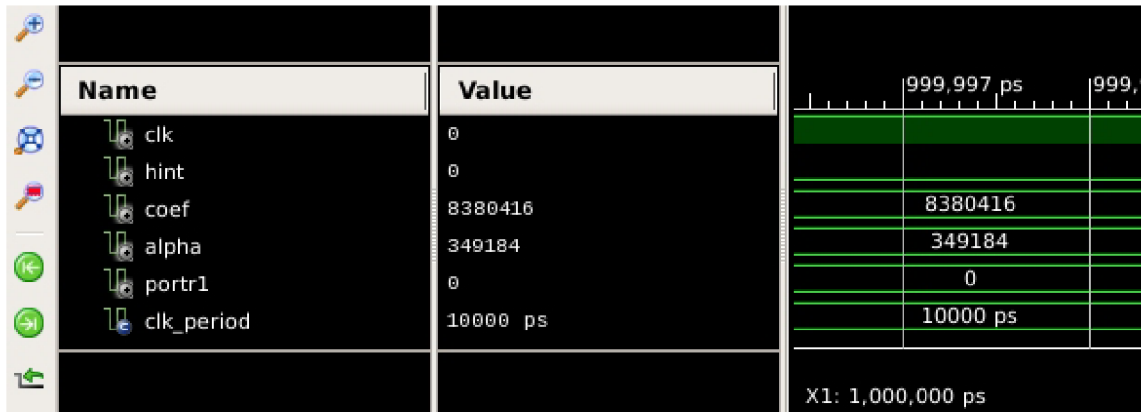 Name Value 999,997 ps 999,
clk 0
hint 0
coef 8380416 8380416
alpha 349184 349184
portr1 0 0
clk_period 10000 ps 10000 ps
X1: 1,000,000 ps